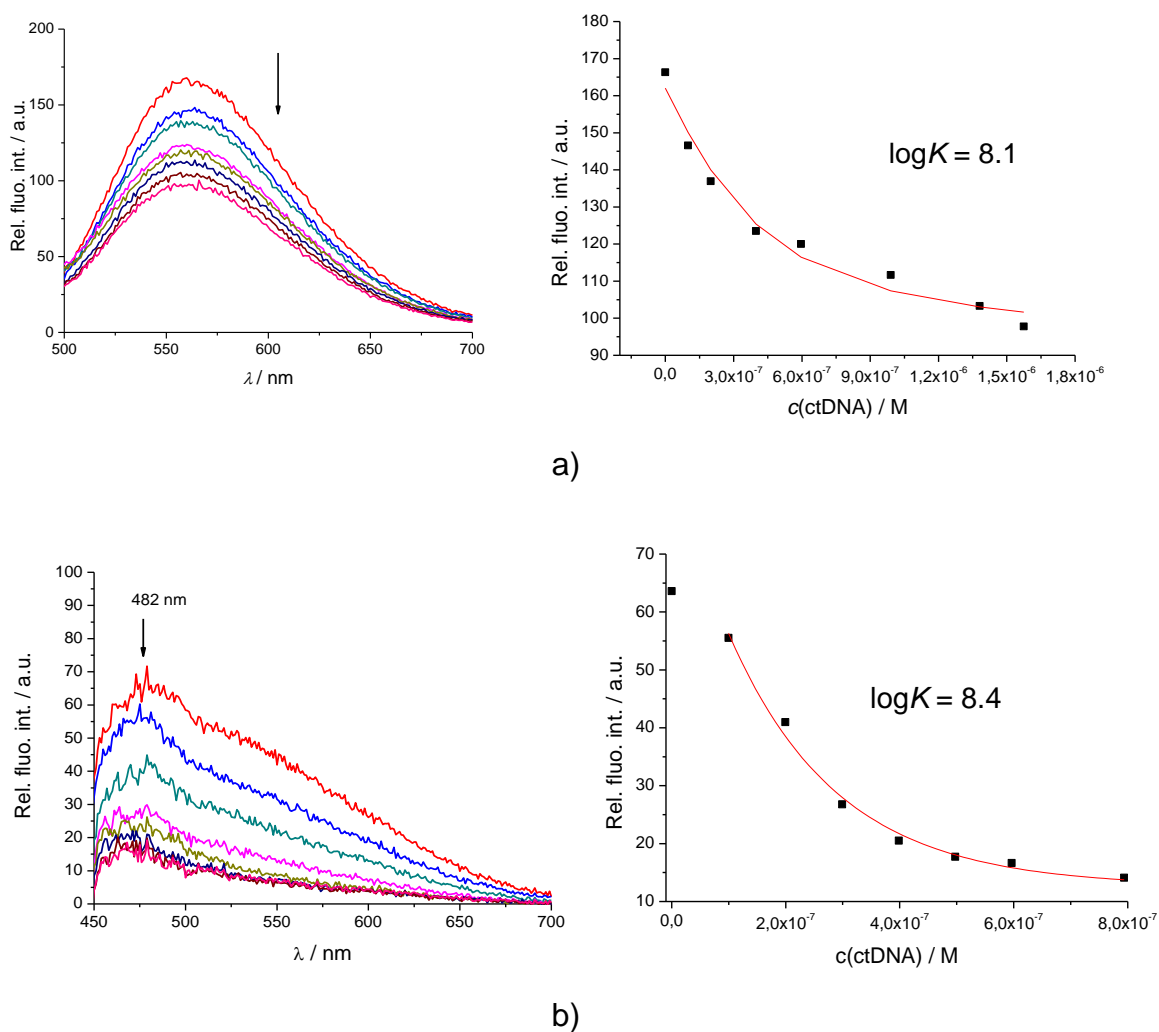 200
150
100
50
0
Rel. fluo. int. / a.u.
500 550 600 650 700
λ / nm
180
170
160
150
140
130
120
110
100
90
Rel. fluo. int. / a.u.
logK = 8.1
0,0 3,0x10⁻⁷ 6,0x10⁻⁷ 9,0x10⁻⁷ 1,2x10⁻⁶ 1,5x10⁻⁶ 1,8x10⁻⁶
c(ctDNA) / M
a)
100
90
80
70
60
50
40
30
20
10
0
Rel. fluo. int. / a.u.
482 nm
450 500 550 600 650 700
λ / nm
70
60
50
40
30
20
10
Rel. fluo. int. / a.u.
logK = 8.4
0,0 2,0x10⁻⁷ 4,0x10⁻⁷ 6,0x10⁻⁷ 8,0x10⁻⁷
c(ctDNA) / M
b)